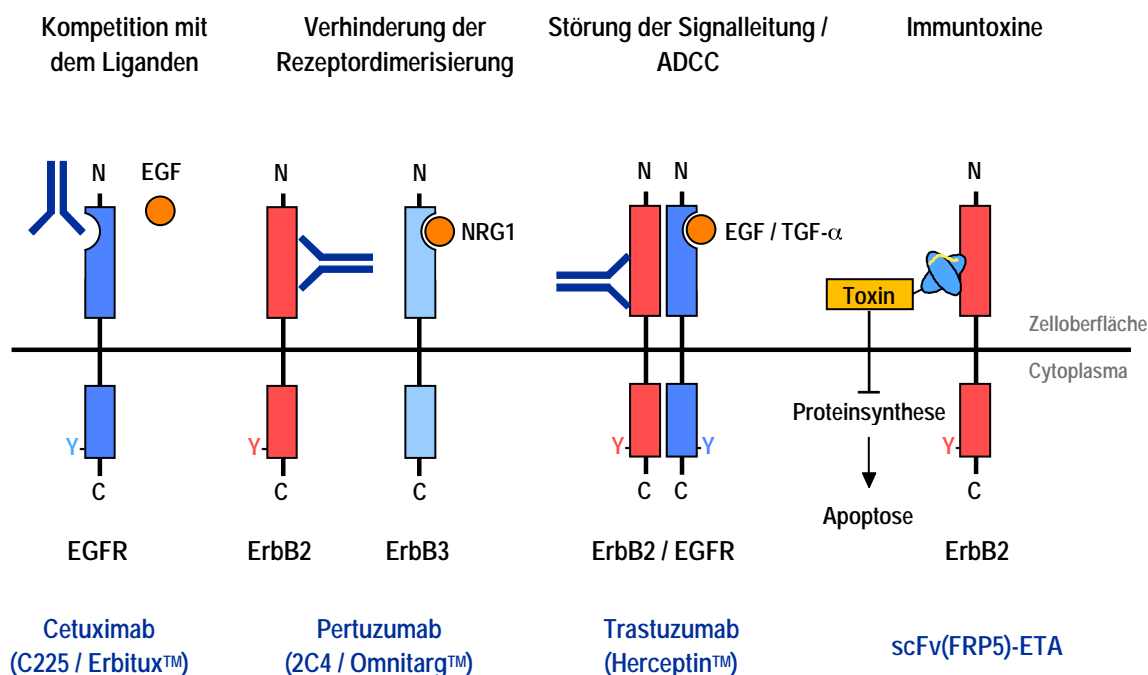 Kompetition mit
dem Liganden
Verhinderung der
Rezeptordimerisierung
Störung der Signalleitung /
ADCC
Immuntoxine
N
EGF
N
N
NRG1
N N
EGF / TGF-α
N
Toxin
Zelloberfläche
Cytoplasma
Proteinsynthese
Y
Y
Y
Y
Y
C
C
C
C C
C
Apoptose
EGFR
ErbB2
ErbB3
ErbB2 / EGFR
ErbB2
Cetuximab
(C225 / Erbitux™)
Pertuzumab
(2C4 / Omnitarg™)
Trastuzumab
(Herceptin™)
scFv(FRP5)-ETA